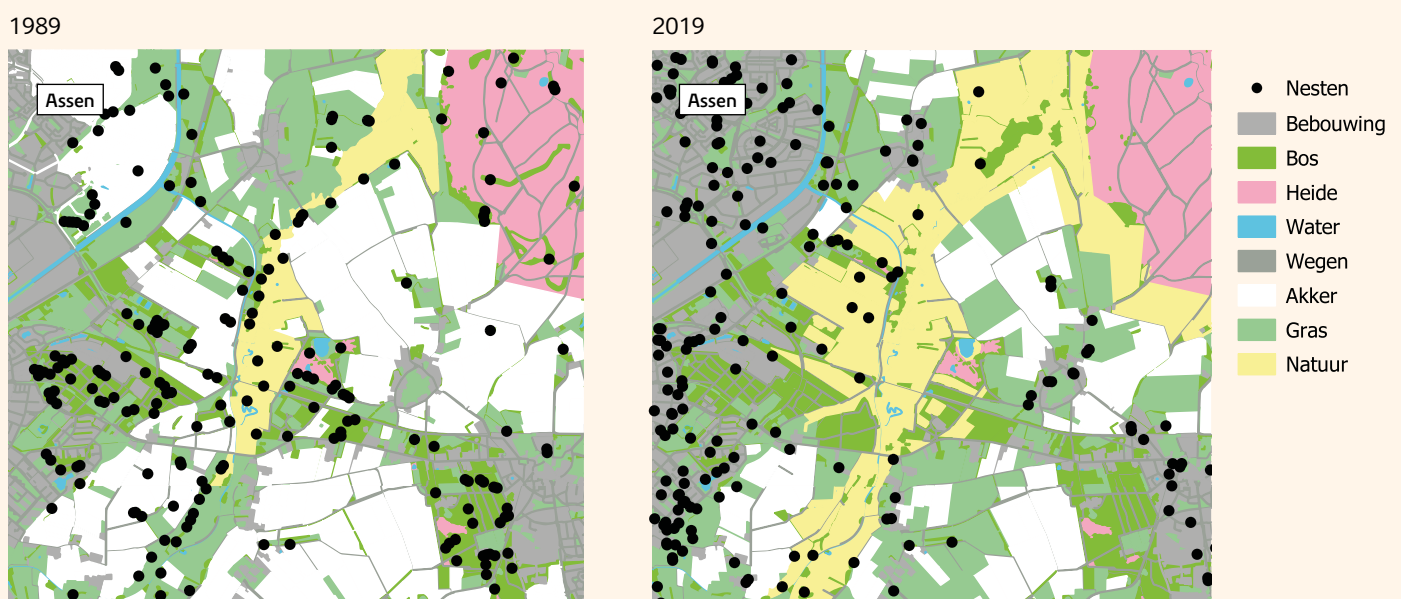 1989
Assen
2019
Assen
Nesten
Bebouwing
Bos
Heide
Water
Wegen
Akker
Gras
Natuur